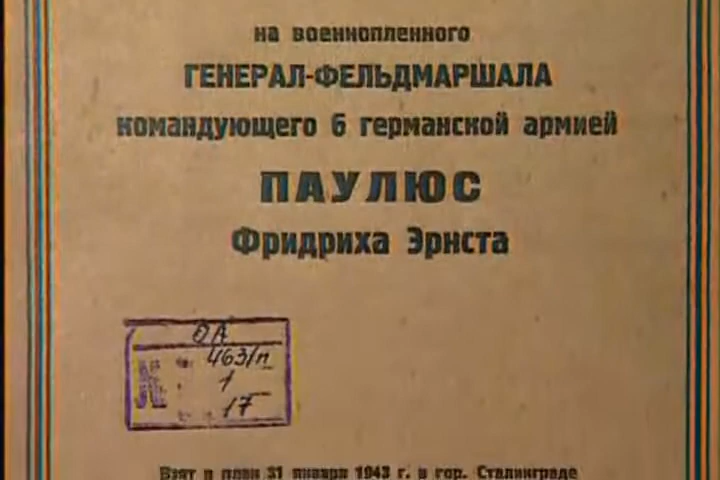 на военнопленного
ГЕНЕРАЛ-ФЕЛЬДМАРШАЛА
командующего 6 германской армией
ПАУЛЮС
Фридриха Эрнста
ОА
№ 463/п
1
17
Взят в плен 31 января 1943 г. в гор. Сталинграде